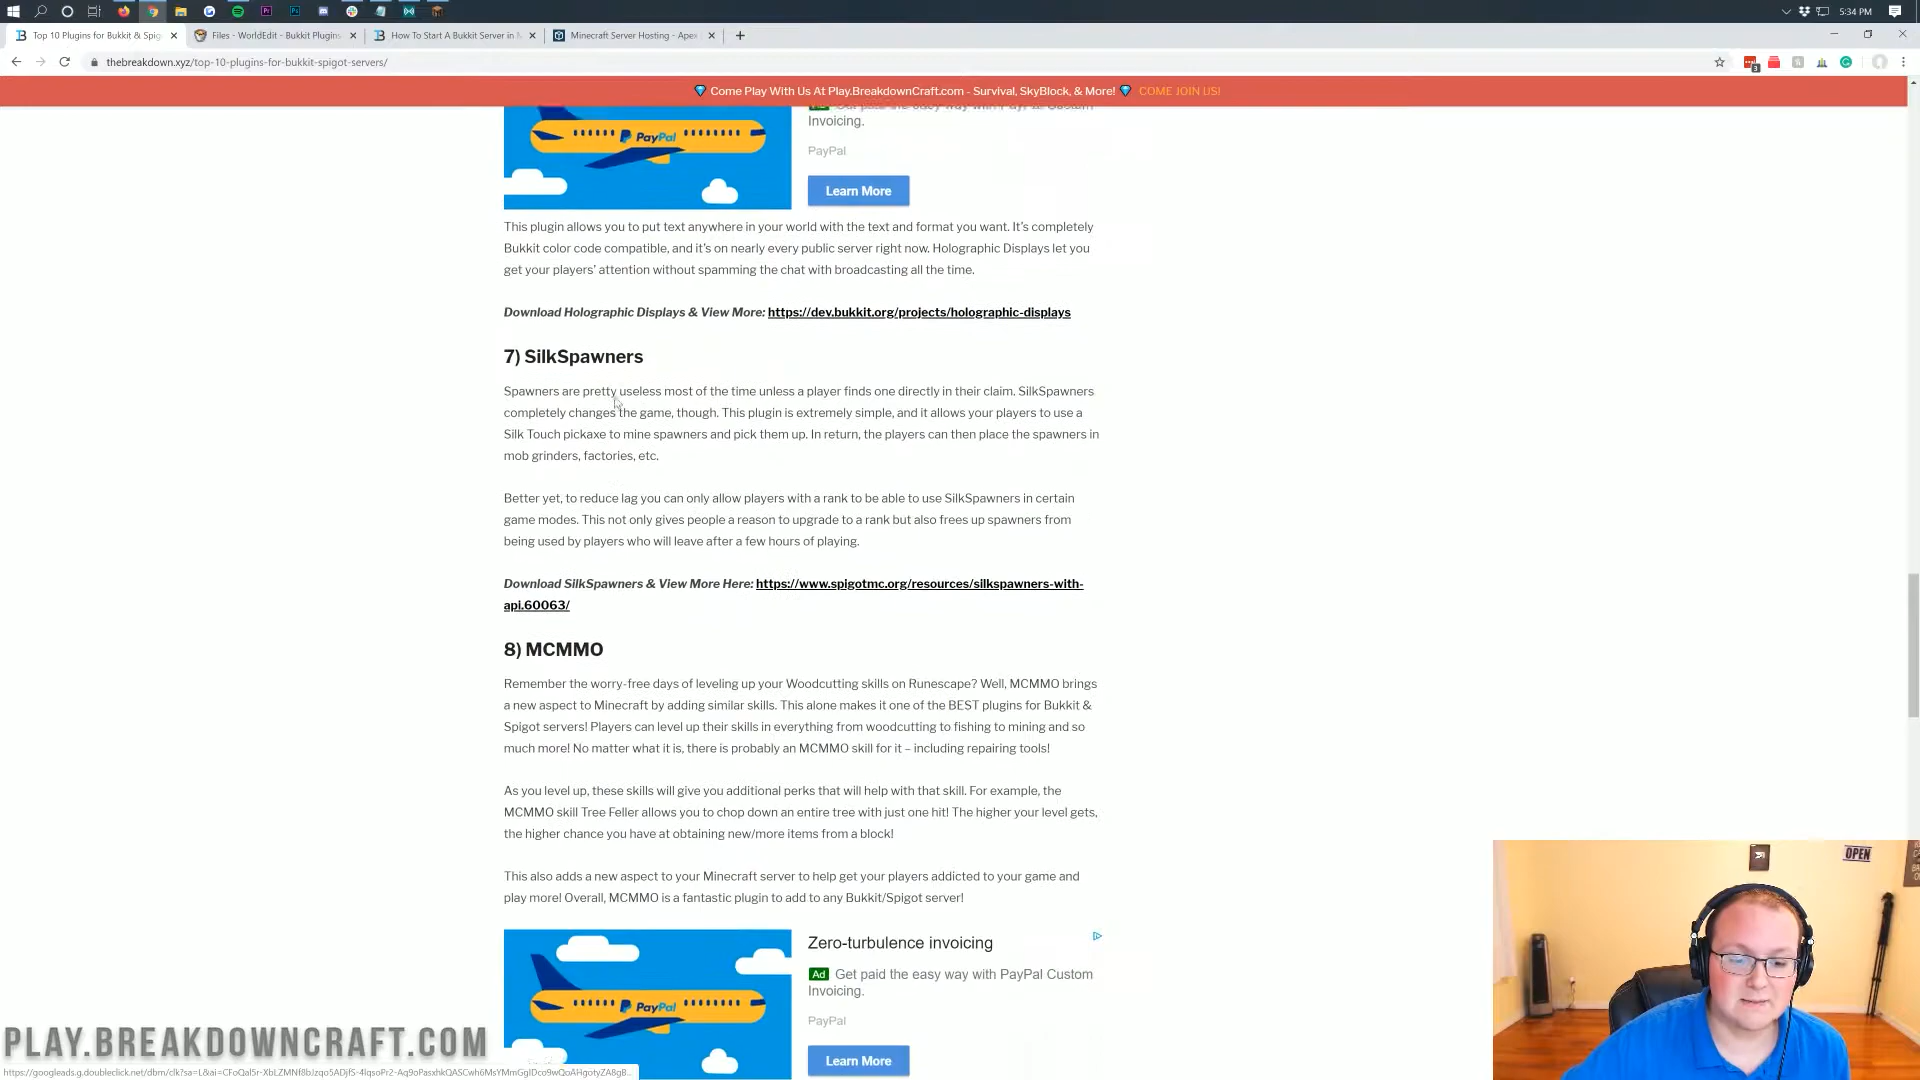 5:34 PM
Top 10 Plugins for Bukkit & Spig
Files - WorldEdit - Bukkit Plugins
How To Start A Bukkit Server in M
Minecraft Server Hosting - Apex
thebreakdown.xyz/top-10-plugins-for-bukkit-spigot-servers/
3
Come Play With Us At Play.BreakdownCraft.com - Survival, SkyBlock, & More! COME JOIN US!
Invoicing.
PayPal
PayPal
Learn More
This plugin allows you to put text anywhere in your world with the text and format you want. It's completely
Bukkit color code compatible, and it's on nearly every public server right now. Holographic Displays let you
get your players' attention without spamming the chat with broadcasting all the time.
Download Holographic Displays & View More: https://dev.bukkit.org/projects/holographic-displays
7) SilkSpawners
Spawners are pretty useless most of the time unless a player finds one directly in their claim. SilkSpawners
completely changes the game, though. This plugin is extremely simple, and it allows your players to use a
Silk Touch pickaxe to mine spawners and pick them up. In return, the players can then place the spawners in
mob grinders, factories, etc.
Better yet, to reduce lag you can only allow players with a rank to be able to use SilkSpawners in certain
game modes. This not only gives people a reason to upgrade to a rank but also frees up spawners from
being used by players who will leave after a few hours of playing.
Download SilkSpawners & View More Here: https://www.spigotmc.org/resources/silkspawners-with-
api.60063/
8) MCMMO
Remember the worry-free days of leveling up your Woodcutting skills on Runescape? Well, MCMMO brings
a new aspect to Minecraft by adding similar skills. This alone makes it one of the BEST plugins for Bukkit &
Spigot servers! Players can level up their skills in everything from woodcutting to fishing to mining and so
much more! No matter what it is, there is probably an MCMMO skill for it – including repairing tools!
As you level up, these skills will give you additional perks that will help with that skill. For example, the
MCMMO skill Tree Feller allows you to chop down an entire tree with just one hit! The higher your level gets,
the higher chance you have at obtaining new/more items from a block!
This also adds a new aspect to your Minecraft server to help get your players addicted to your game and
play more! Overall, MCMMO is a fantastic plugin to add to any Bukkit/Spigot server!
Zero-turbulence invoicing
Ad Get paid the easy way with PayPal Custom
Invoicing.
PayPal
PayPal
Learn More
OPEN
PLAY.BREAKDOWNCRAFT.COM